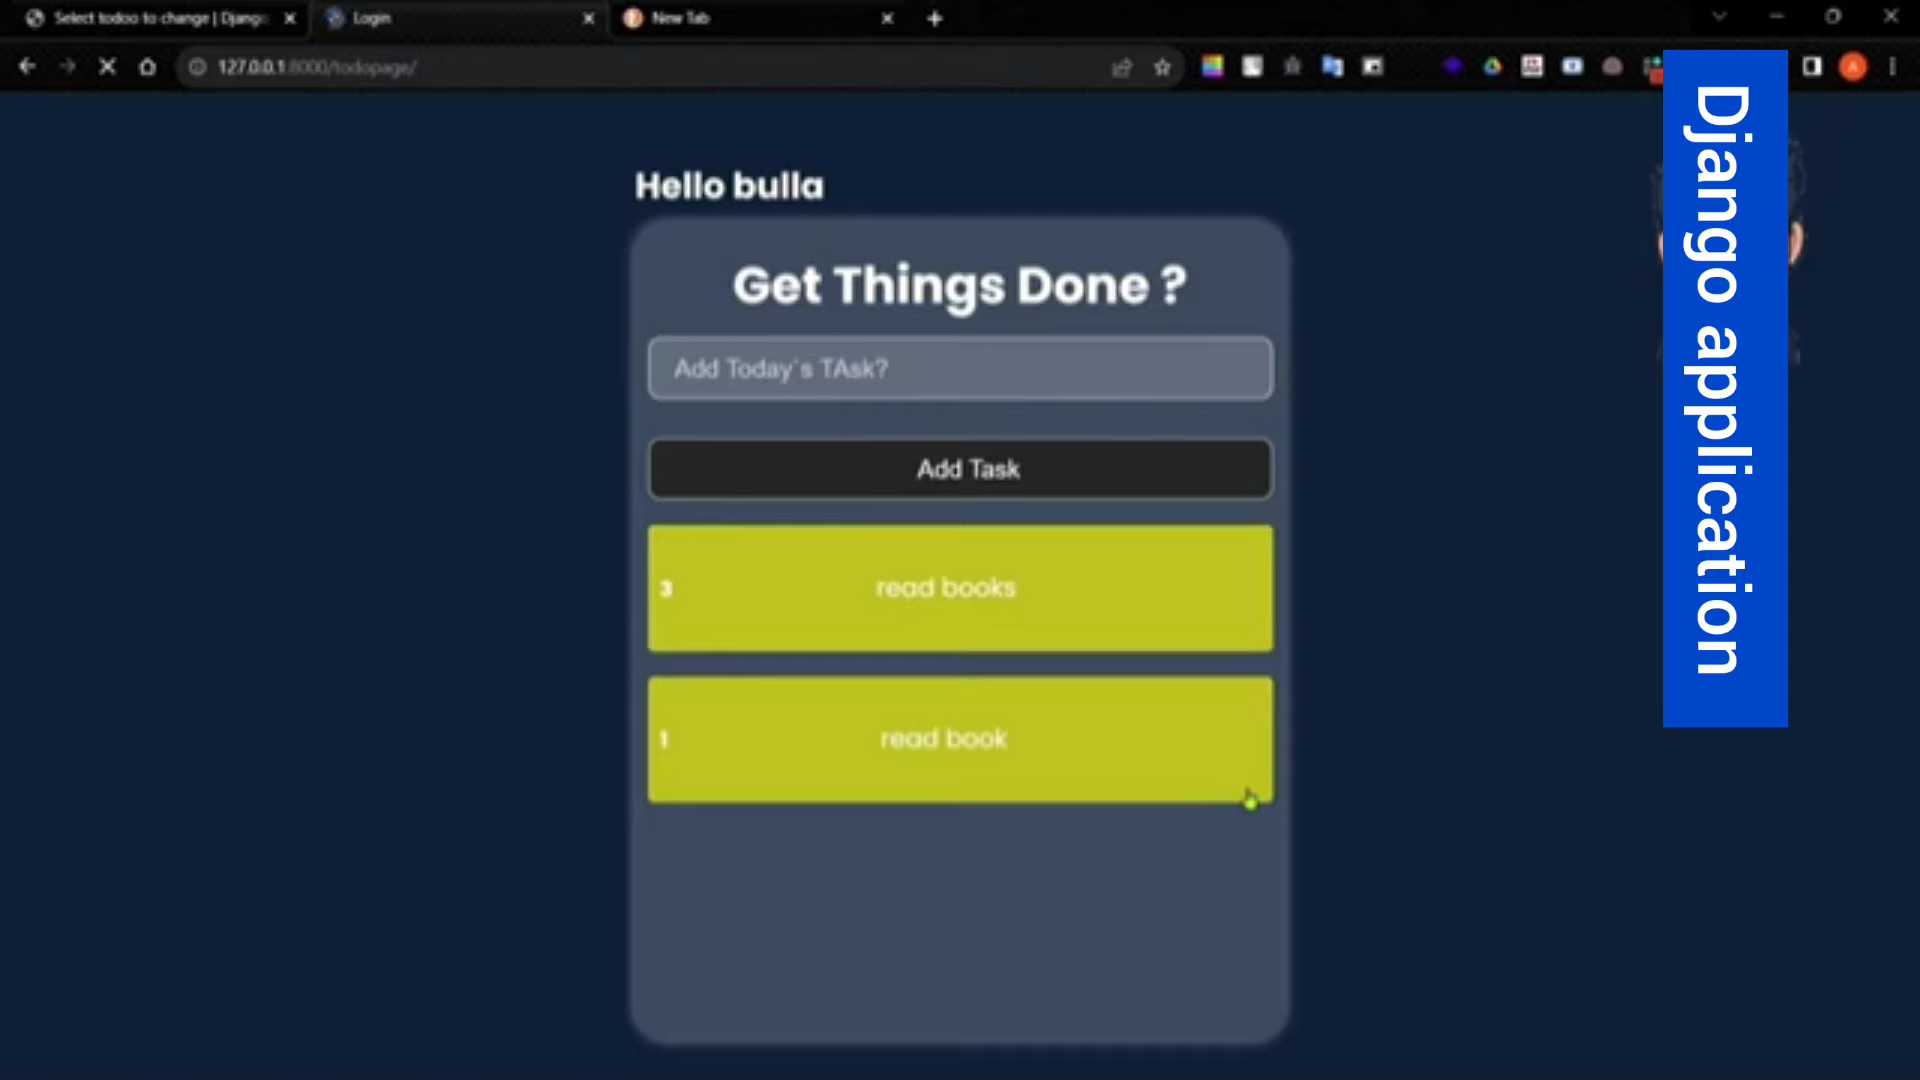 Select todoo to change | Django
Login
New Tab
127.0.0.1:8000/todopage/
Hello bulla
Get Things Done ?
Add Today`s TAsk?
Add Task
3 read books
1 read book
Django application